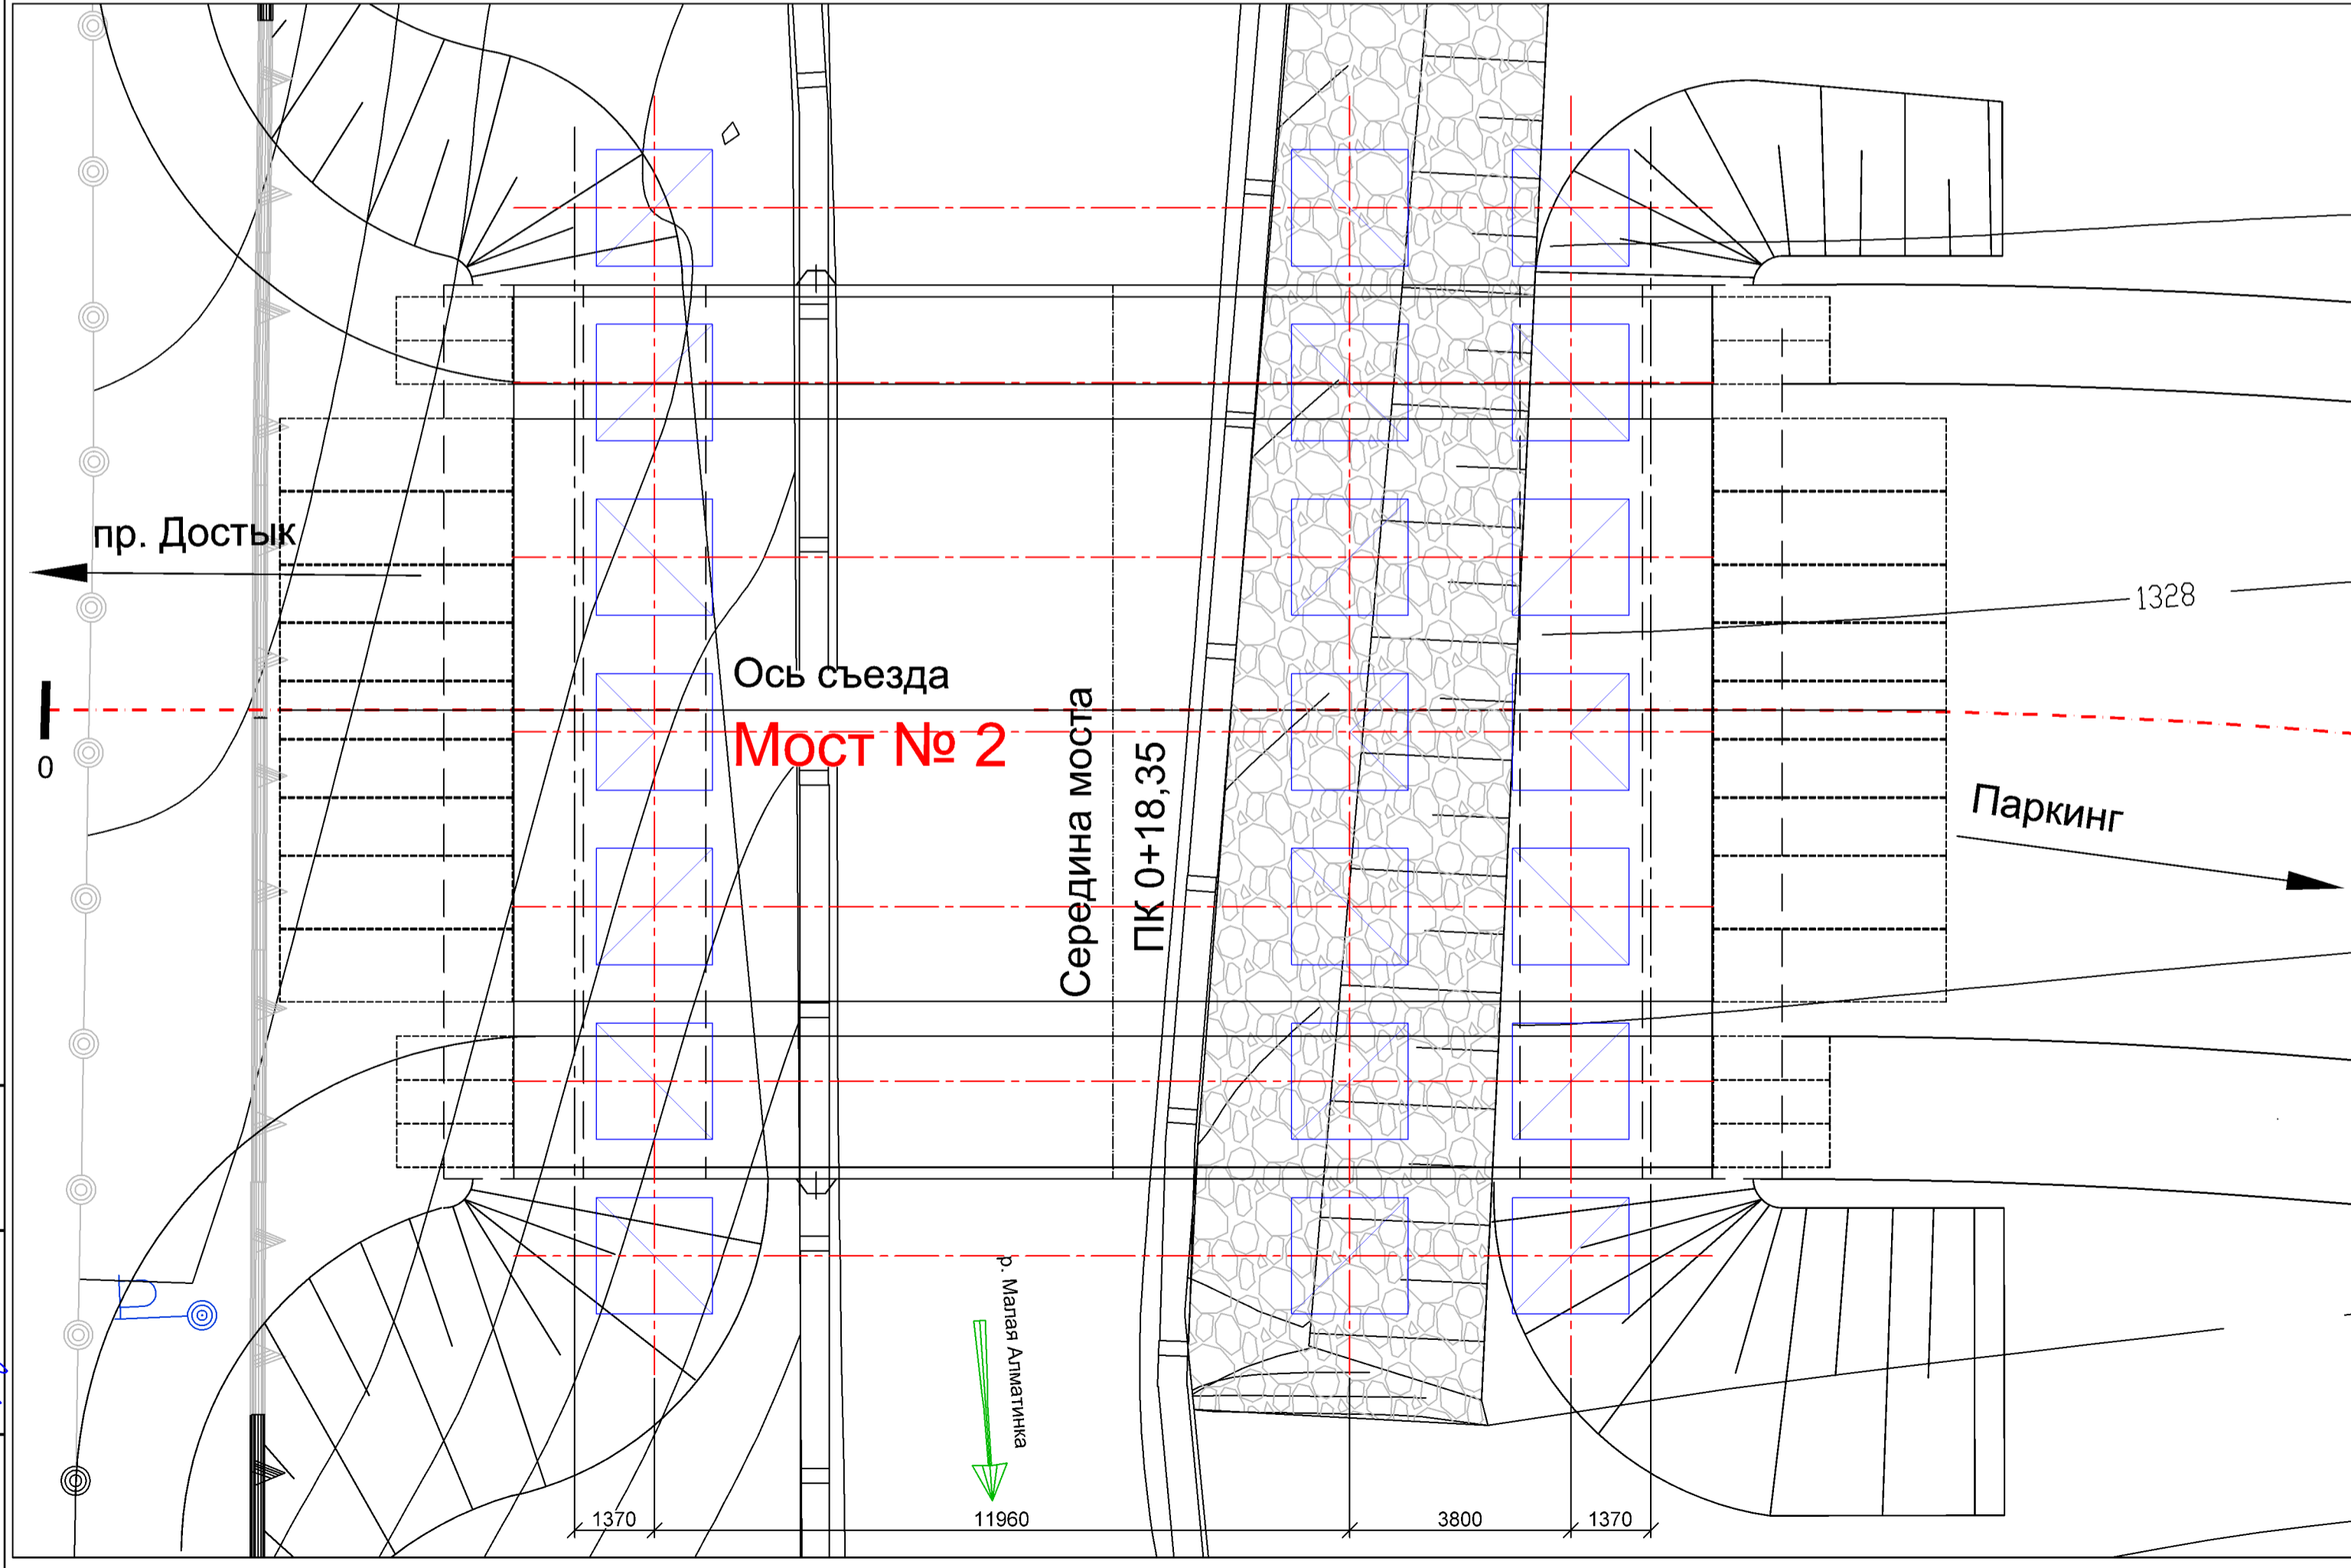 пр. Достык
0
Ось съезда
Мост № 2
Середина моста
ПК 0+18,35
1328
Паркинг
р. Малая Алматинка
1370
11960
3800
1370